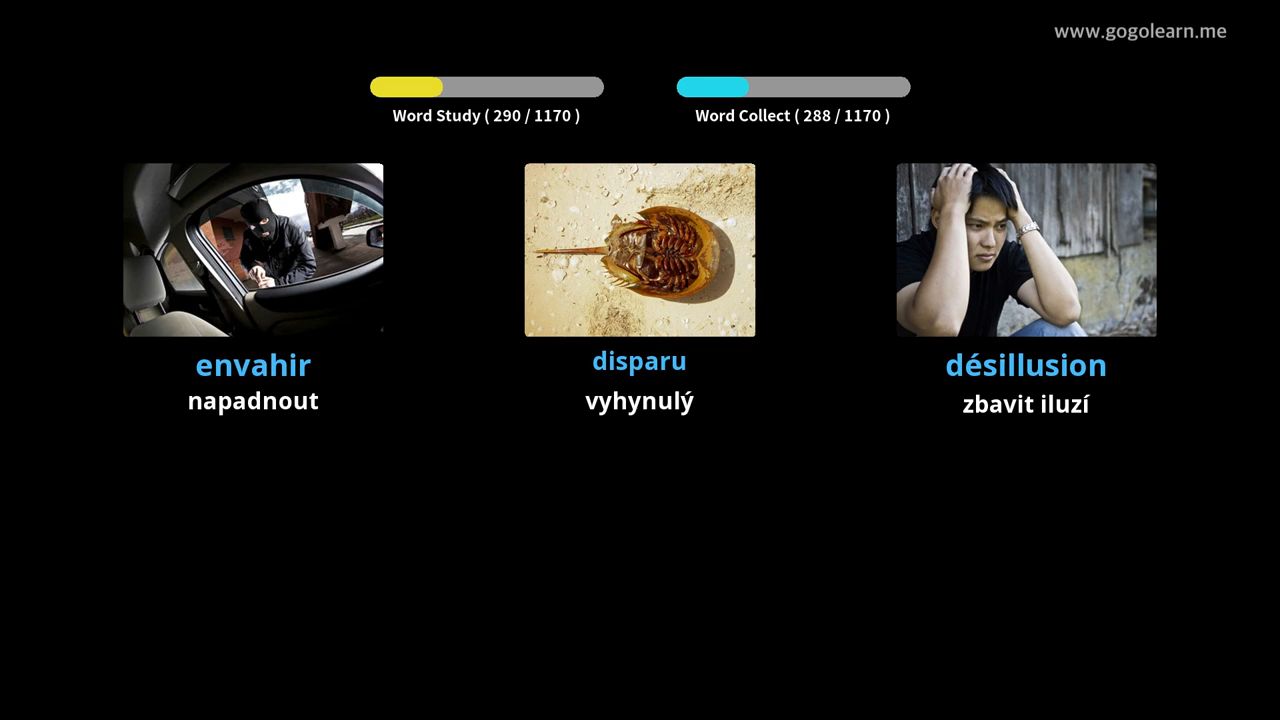 www.gogolearn.me
Word Study ( 290 / 1170 )
Word Collect ( 288 / 1170 )
envahir
napadnout
disparu
vyhynulý
désillusion
zbavit iluzí